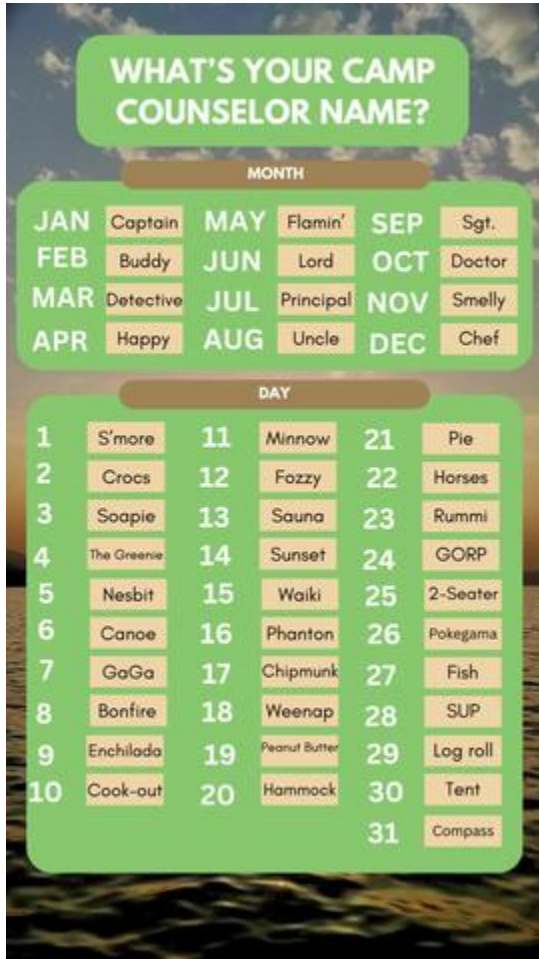 WHAT'S YOUR CAMP
COUNSELOR NAME?
MONTH
JAN Captain MAY Flamin' SEP Sgt.
FEB Buddy JUN Lord OCT Doctor
MAR Detective JUL Principal NOV Smelly
APR Happy AUG Uncle DEC Chef
DAY
1 S'more 11 Minnow 21 Pie
2 Crocs 12 Fozzy 22 Horses
3 Soapie 13 Sauna 23 Rummi
4 The Greenie 14 Sunset 24 GORP
5 Nesbit 15 Waiki 25 2-Seater
6 Canoe 16 Phanton 26 Pokegama
7 GaGa 17 Chipmunk 27 Fish
8 Bonfire 18 Weenap 28 SUP
9 Enchilada 19 Peanut Butter 29 Log roll
10 Cook-out 20 Hammock 30 Tent
31 Compass